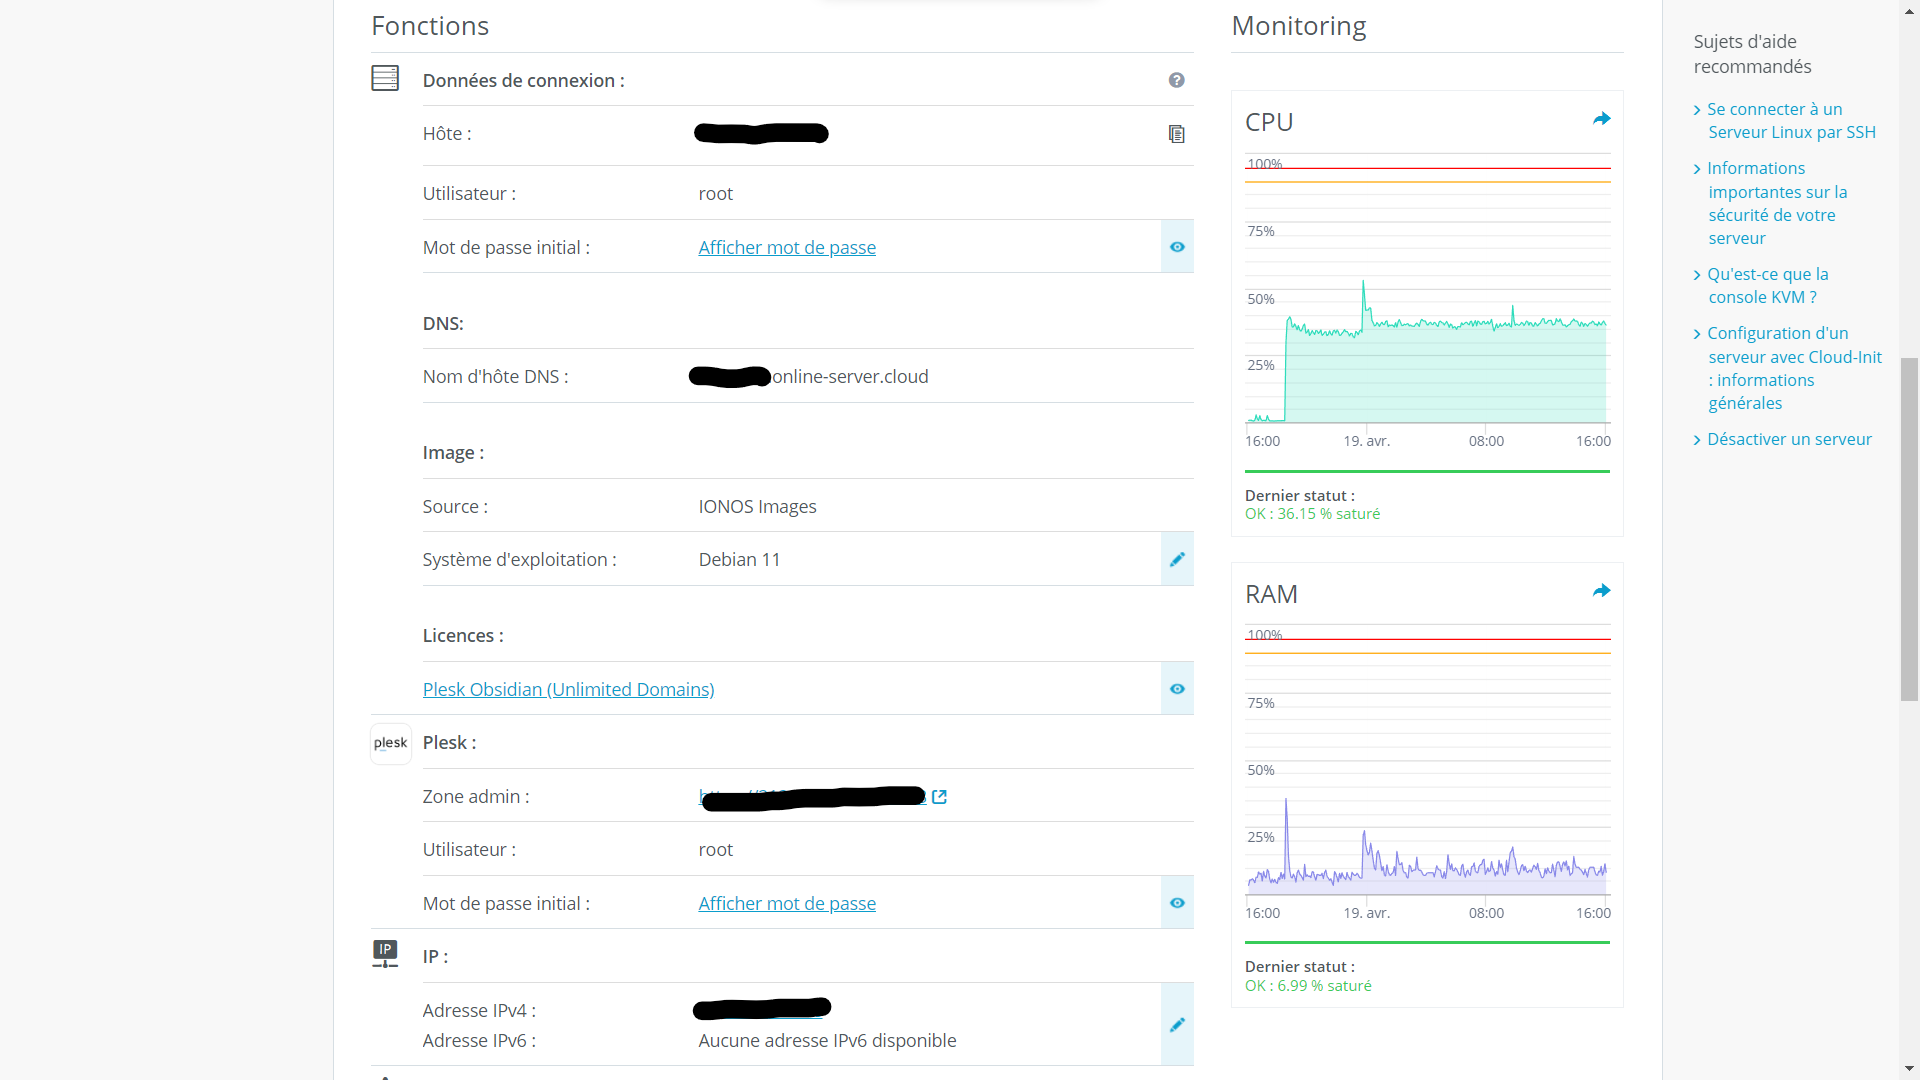 Fonctions
Données de connexion :
Hôte :
Utilisateur :
root
Mot de passe initial :
Afficher mot de passe
DNS:
Nom d'hôte DNS :
online-server.cloud
Image :
Source :
IONOS Images
Système d'exploitation :
Debian 11
Licences :
Plesk Obsidian (Unlimited Domains)
plesk
Plesk :
Zone admin :
Utilisateur :
root
Mot de passe initial :
Afficher mot de passe
IP
IP :
Adresse IPv4 :
Adresse IPv6 :
Aucune adresse IPv6 disponible
Monitoring
CPU
100%
75%
50%
25%
16:00
19. avr.
08:00
16:00
Dernier statut :
OK : 36.15 % saturé
RAM
100%
75%
50%
25%
16:00
19. avr.
08:00
16:00
Dernier statut :
OK : 6.99 % saturé
Sujets d'aide
recommandés
Se connecter à un
Serveur Linux par SSH
Informations
importantes sur la
sécurité de votre
serveur
Qu'est-ce que la
console KVM ?
Configuration d'un
serveur avec Cloud-Init
: informations
générales
Désactiver un serveur